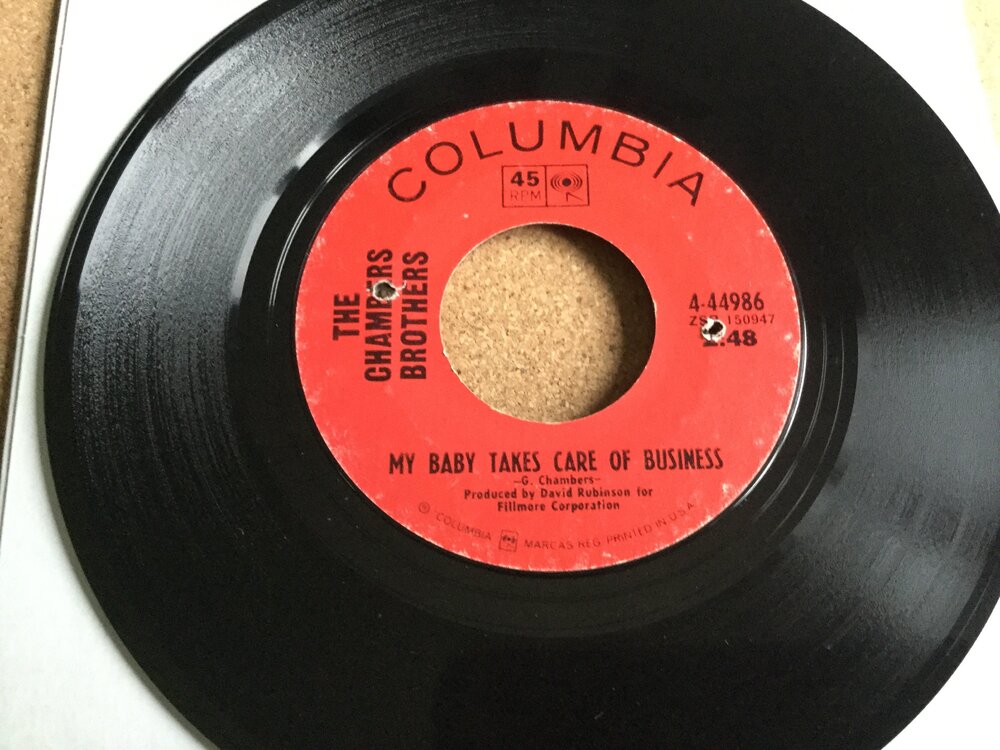 COLUMBIA
45
RPM
THE
CHAMBERS
BROTHERS
4-44986
150947
:48
MY BABY TAKES CARE OF BUSINESS
-G. Chambers-
Produced by David Rubinson for
Fillmore Corporation
℗ "COLUMBIA" MARCAS REG. PRINTED IN U.S.A.